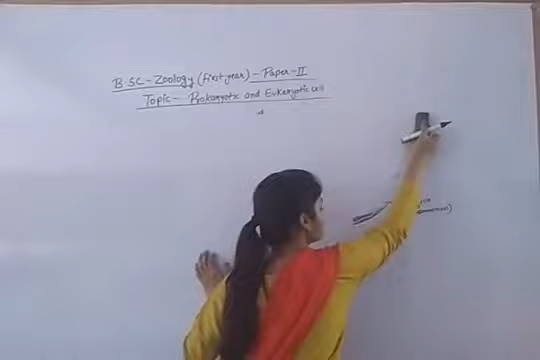 B.SC - Zoology (first year) - Paper - II
Topic - Prokaryotic and Eukaryotic cell